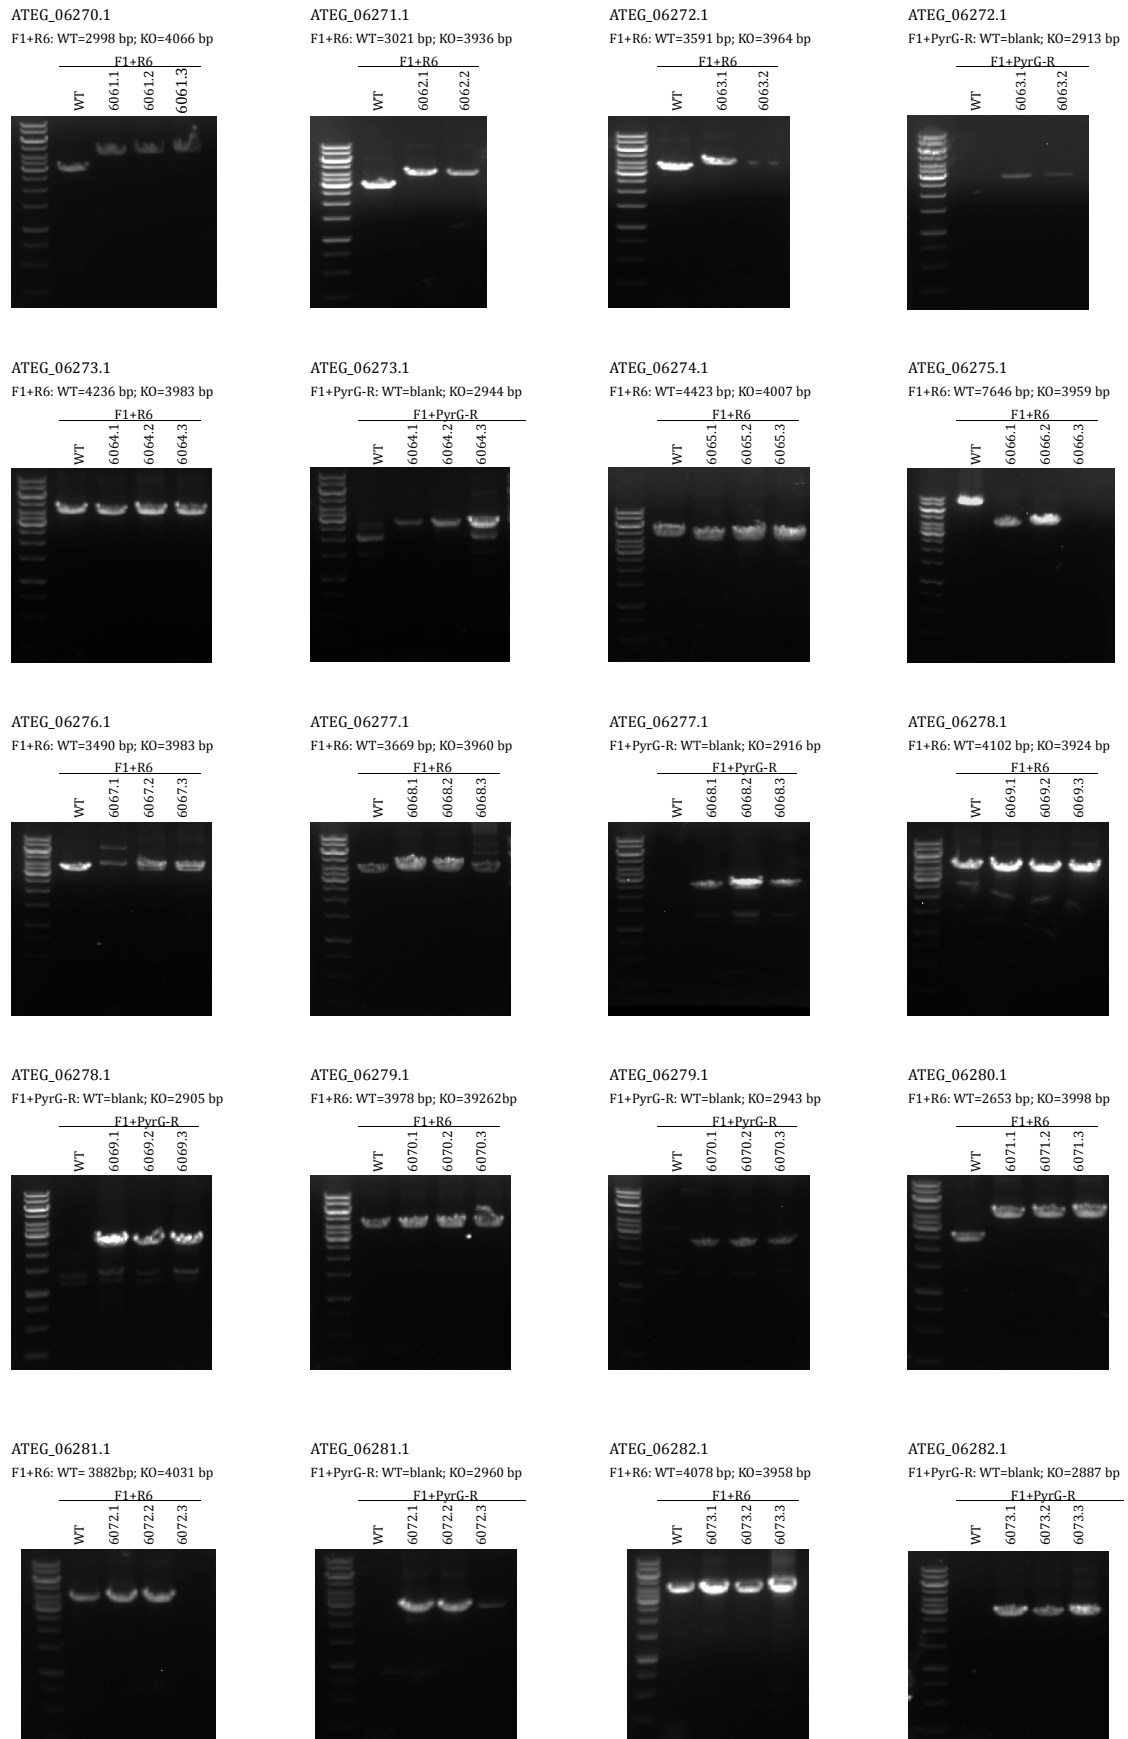 ATEG_06270.1
F1+R6: WT=2998 bp; KO=4066 bp
F1+R6
WT
6061.1
6061.2
6061.3
ATEG_06271.1
F1+R6: WT=3021 bp; KO=3936 bp
F1+R6
WT
6062.1
6062.2
ATEG_06272.1
F1+R6: WT=3591 bp; KO=3964 bp
F1+R6
WT
6063.1
6063.2
ATEG_06272.1
F1+PyrG-R: WT=blank; KO=2913 bp
F1+PyrG-R
WT
6063.1
6063.2
ATEG_06273.1
F1+R6: WT=4236 bp; KO=3983 bp
F1+R6
WT
6064.1
6064.2
6064.3
ATEG_06273.1
F1+PyrG-R: WT=blank; KO=2944 bp
F1+PyrG-R
WT
6064.1
6064.2
6064.3
ATEG_06274.1
F1+R6: WT=4423 bp; KO=4007 bp
F1+R6
WT
6065.1
6065.2
6065.3
ATEG_06275.1
F1+R6: WT=7646 bp; KO=3959 bp
F1+R6
WT
6066.1
6066.2
6066.3
ATEG_06276.1
F1+R6: WT=3490 bp; KO=3983 bp
F1+R6
WT
6067.1
6067.2
6067.3
ATEG_06277.1
F1+R6: WT=3669 bp; KO=3960 bp
F1+R6
WT
6068.1
6068.2
6068.3
ATEG_06277.1
F1+PyrG-R: WT=blank; KO=2916 bp
F1+PyrG-R
WT
6068.1
6068.2
6068.3
ATEG_06278.1
F1+R6: WT=4102 bp; KO=3924 bp
F1+R6
WT
6069.1
6069.2
6069.3
ATEG_06278.1
F1+PyrG-R: WT=blank; KO=2905 bp
F1+PyrG-R
WT
6069.1
6069.2
6069.3
ATEG_06279.1
F1+R6: WT=3978 bp; KO=39262bp
F1+R6
WT
6070.1
6070.2
6070.3
ATEG_06279.1
F1+PyrG-R: WT=blank; KO=2943 bp
F1+PyrG-R
WT
6070.1
6070.2
6070.3
ATEG_06280.1
F1+R6: WT=2653 bp; KO=3998 bp
F1+R6
WT
6071.1
6071.2
6071.3
ATEG_06281.1
F1+R6: WT= 3882bp; KO=4031 bp
F1+R6
WT
6072.1
6072.2
6072.3
ATEG_06281.1
F1+PyrG-R: WT=blank; KO=2960 bp
F1+PyrG-R
WT
6072.1
6072.2
6072.3
ATEG_06282.1
F1+R6: WT=4078 bp; KO=3958 bp
F1+R6
WT
6073.1
6073.2
6073.3
ATEG_06282.1
F1+PyrG-R: WT=blank; KO=2887 bp
F1+PyrG-R
WT
6073.1
6073.2
6073.3